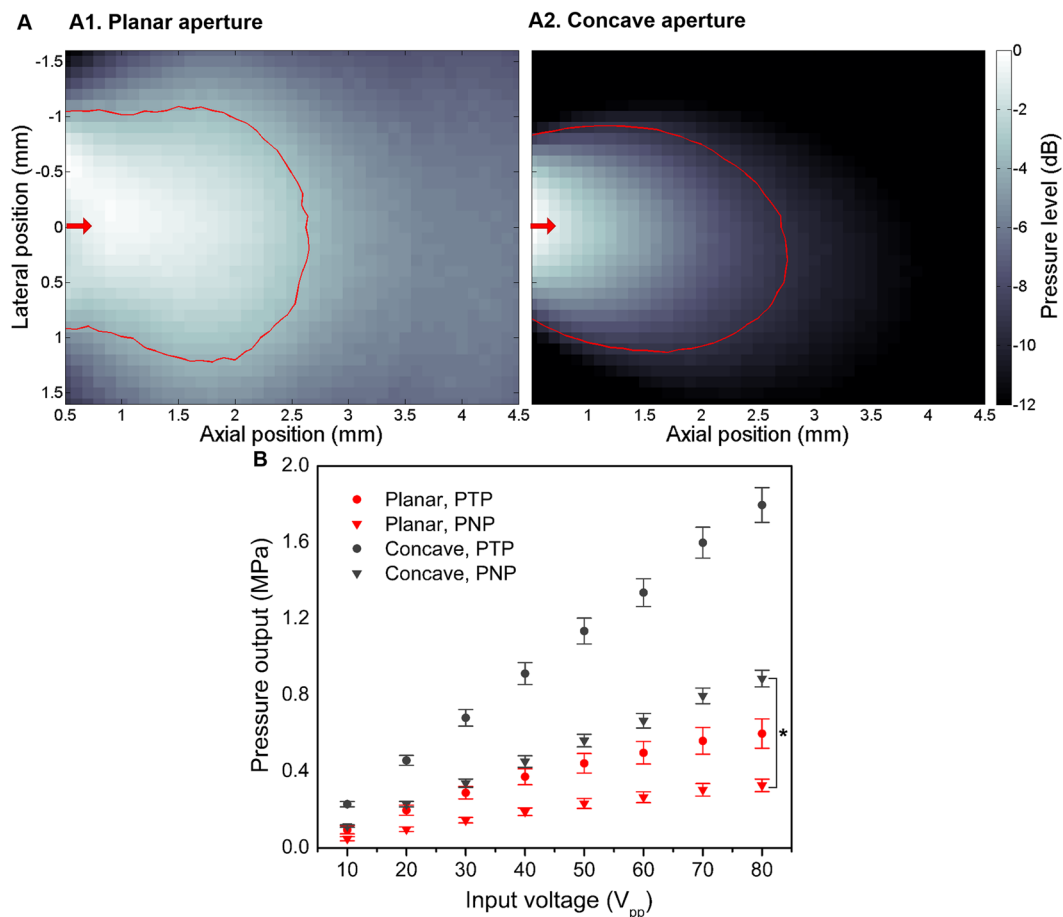 A A1. Planar aperture A2. Concave aperture
-1.5
-1
-0.5
0
0.5
1
1.5
Lateral position (mm)
0.5 1 1.5 2 2.5 3 3.5 4 4.5
Axial position (mm)
1 1.5 2 2.5 3 3.5 4 4.5
Axial position (mm)
0
-2
-4
-6
-8
-10
-12
Pressure level (dB)
B
2.0
1.6
1.2
0.8
0.4
0.0
Pressure output (MPa)
Planar, PTP
Planar, PNP
Concave, PTP
Concave, PNP
*
10 20 30 40 50 60 70 80
Input voltage (Vpp)